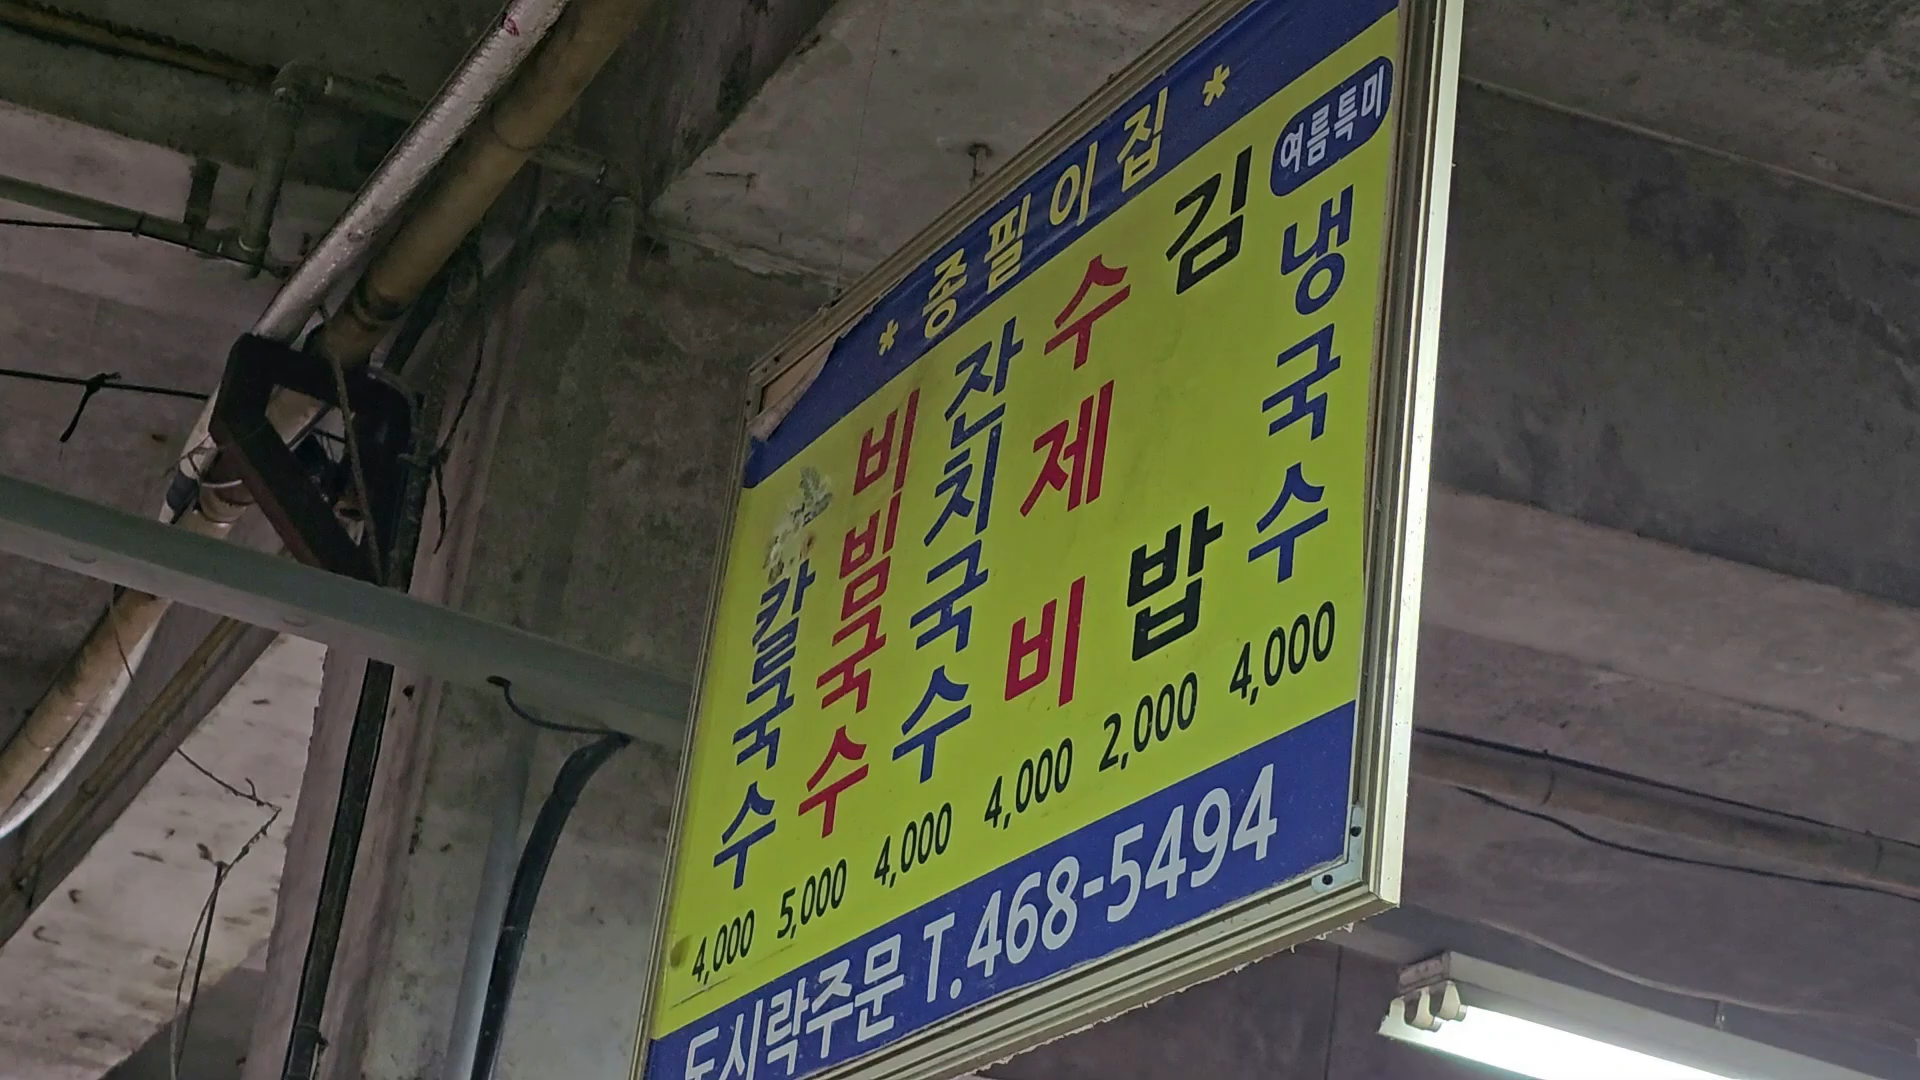 * 종필이집 *
칼국수 4,000
비빔국수 5,000
잔치국수 4,000
수제비 4,000
김밥 2,000
여름특미
냉국수 4,000
도시락주문 T.468-5494